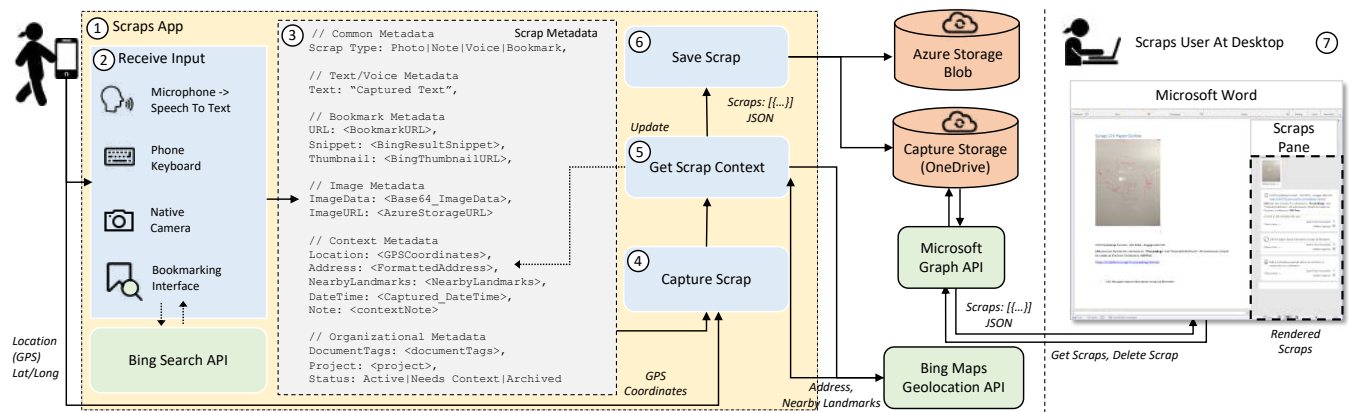 1 Scraps App
2 Receive Input
Microphone ->
Speech To Text
Phone
Keyboard
Native
Camera
Bookmarking
Interface
Bing Search API
Location
(GPS)
Lat/Long
3 Scrap Metadata
// Common Metadata
Scrap Type: Photo|Note|Voice|Bookmark,
// Text/Voice Metadata
Text: “Captured Text”,
// Bookmark Metadata
URL: <BookmarkURL>,
Snippet: <BingResultSnippet>,
Thumbnail: <BingThumbnailURL>,
// Image Metadata
ImageData: <Base64_ImageData>,
ImageURL: <AzureStorageURL>
// Context Metadata
Location: <GPSCoordinates>,
Address: <FormattedAddress>,
NearbyLandmarks: <NearbyLandmarks>,
DateTime: <Captured_DateTime>,
Note: <contextNote>
// Organizational Metadata
DocumentTags: <documentTags>,
Project: <project>,
Status: Active|Needs Context|Archived
6
Save Scrap
Update
Scraps: [{…}]
JSON
5
Get Scrap Context
4
Capture Scrap
GPS
Coordinates
Address,
Nearby Landmarks
Azure Storage
Blob
Capture Storage
(OneDrive)
Microsoft
Graph API
Scraps: [{…}]
JSON
Get Scraps, Delete Scrap
Bing Maps
Geolocation API
Scraps User At Desktop 7
Microsoft Word
Scraps
Pane
Rendered
Scraps